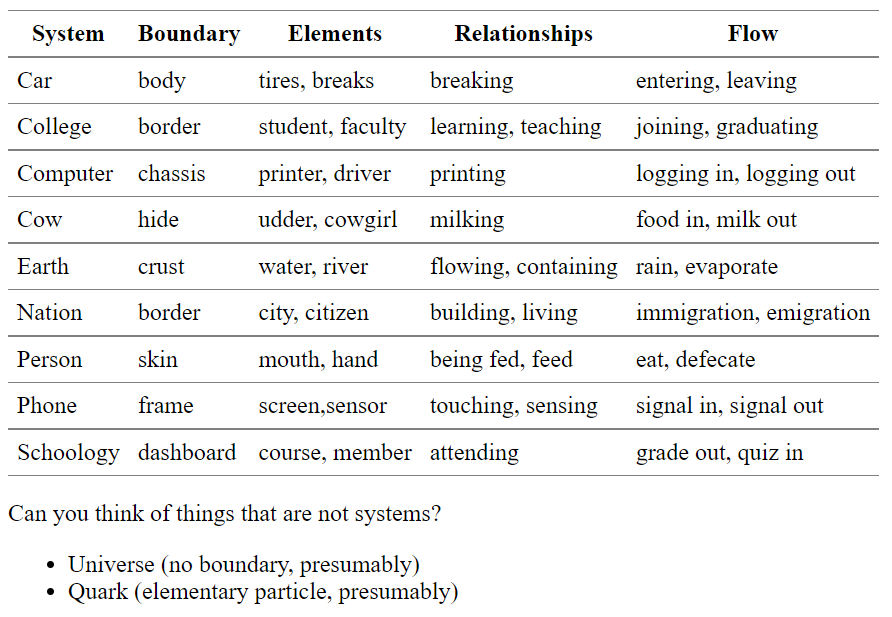 System Boundary Elements Relationships Flow
Car body tires, breaks breaking entering, leaving
College border student, faculty learning, teaching joining, graduating
Computer chassis printer, driver printing logging in, logging out
Cow hide udder, cowgirl milking food in, milk out
Earth crust water, river flowing, containing rain, evaporate
Nation border city, citizen building, living immigration, emigration
Person skin mouth, hand being fed, feed eat, defecate
Phone frame screen,sensor touching, sensing signal in, signal out
Schoology dashboard course, member attending grade out, quiz in
Can you think of things that are not systems?
• Universe (no boundary, presumably)
• Quark (elementary particle, presumably)